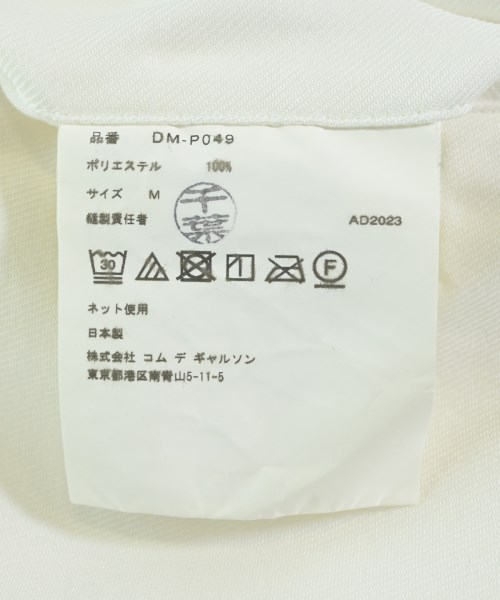 品番 DM-P049
ポリエステル 100%
サイズ M
縫製責任者 千葉 AD2023
30 F
ネット使用
日本製
株式会社 コム デ ギャルソン
東京都港区南青山5-11-5